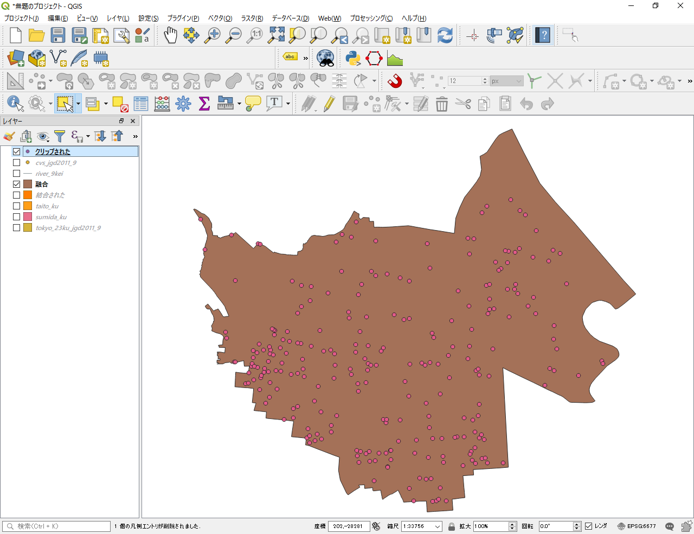 *無題のプロジェクト - QGIS
プロジェクト(J) 編集(E) ビュー(V) レイヤ(L) 設定(S) プラグイン(P) ベクタ(O) ラスタ(R) データベース(D) Web(W) プロセッシング(C) ヘルプ(H)
abc
12 px
レイヤー
クリップされた
cvs_jgd2011_9
river_9kei
融合
結合された
taito_ku
sumida_ku
tokyo_23ku_jgd2011_9
検索(Ctrl + K) 1 個の凡例エントリが削除されました. 座標 202,-28281 縮尺 1:33756 拡大 100% 回転 0.0° レンダ EPSG:6677